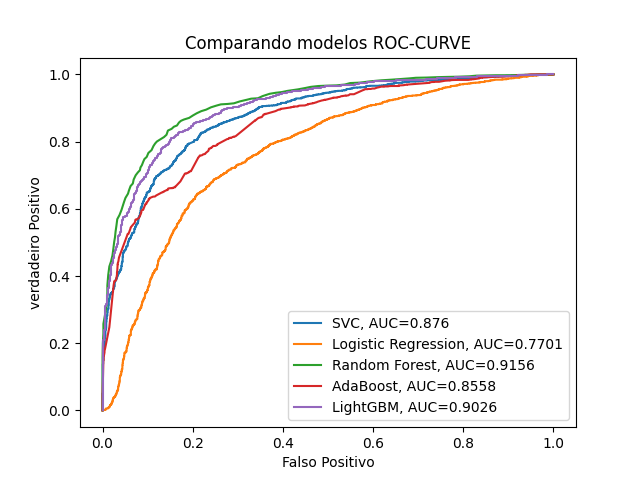 Comparando modelos ROC-CURVE
1.0
0.8
0.6
0.4
0.2
0.0
verdadeiro Positivo
SVC, AUC=0.876
Logistic Regression, AUC=0.7701
Random Forest, AUC=0.9156
AdaBoost, AUC=0.8558
LightGBM, AUC=0.9026
0.0 0.2 0.4 0.6 0.8 1.0
Falso Positivo